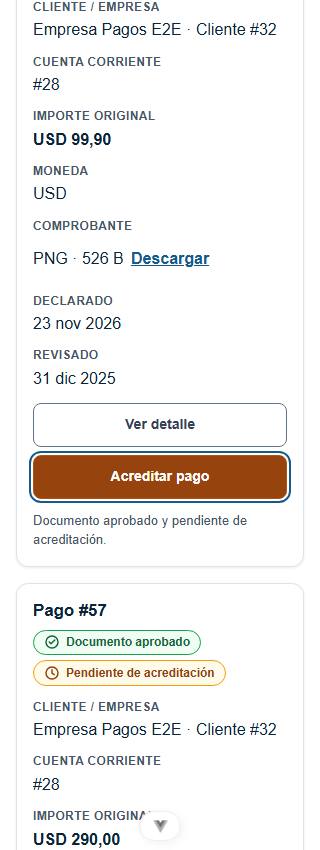 CLIENTE / EMPRESA
Empresa Pagos E2E · Cliente #32
CUENTA CORRIENTE
#28
IMPORTE ORIGINAL
USD 99,90
MONEDA
USD
COMPROBANTE
PNG · 526 B Descargar
DECLARADO
23 nov 2026
REVISADO
31 dic 2025
Ver detalle
Acreditar pago
Documento aprobado y pendiente de
acreditación.
Pago #57
Documento aprobado
Pendiente de acreditación
CLIENTE / EMPRESA
Empresa Pagos E2E · Cliente #32
CUENTA CORRIENTE
#28
IMPORTE ORIGINAL
USD 290,00